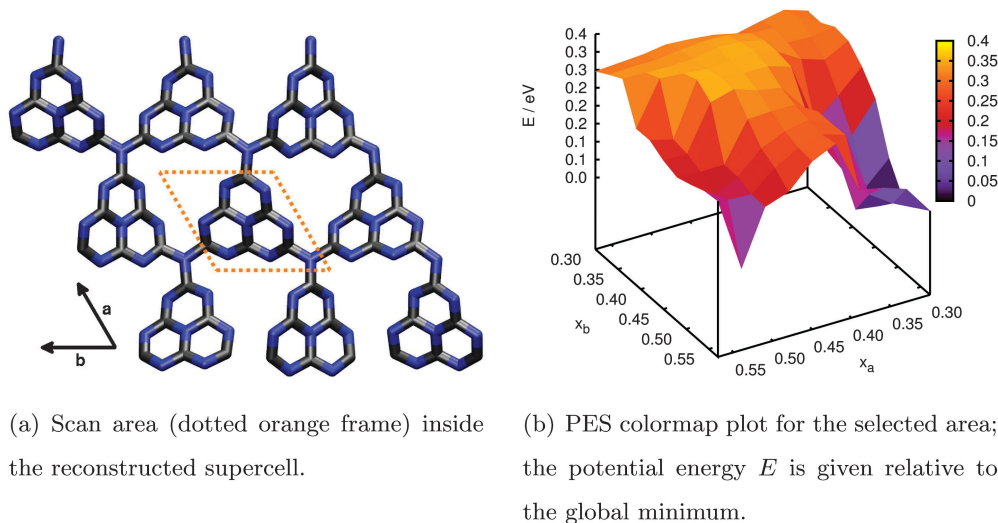 a
b
E / eV
0.4
0.3
0.3
0.2
0.2
0.1
0.1
0.0
0.4
0.35
0.3
0.25
0.2
0.15
0.1
0.05
0
0.30
0.35
0.40
0.45
0.50
0.55
x_b
0.55
0.50
0.45
0.40
0.35
0.30
x_a
(a) Scan area (dotted orange frame) inside
the reconstructed supercell.
(b) PES colormap plot for the selected area;
the potential energy E is given relative to
the global minimum.